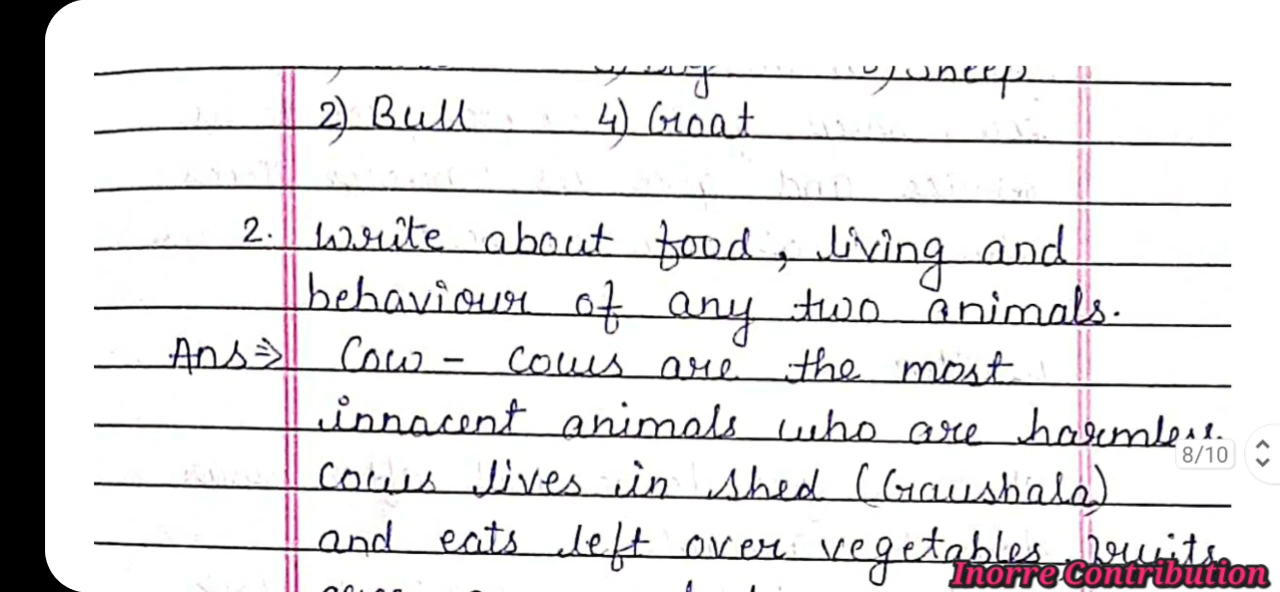 2) Bull 4) Goat
2. Write about food, living and
behaviour of any two animals.
Ans⇒ Cow - cows are the most
innacent animals who are harmless.
cows lives in shed (Gaushala)
and eats left over vegetables, fruits,
8/10
Inorre Contribution